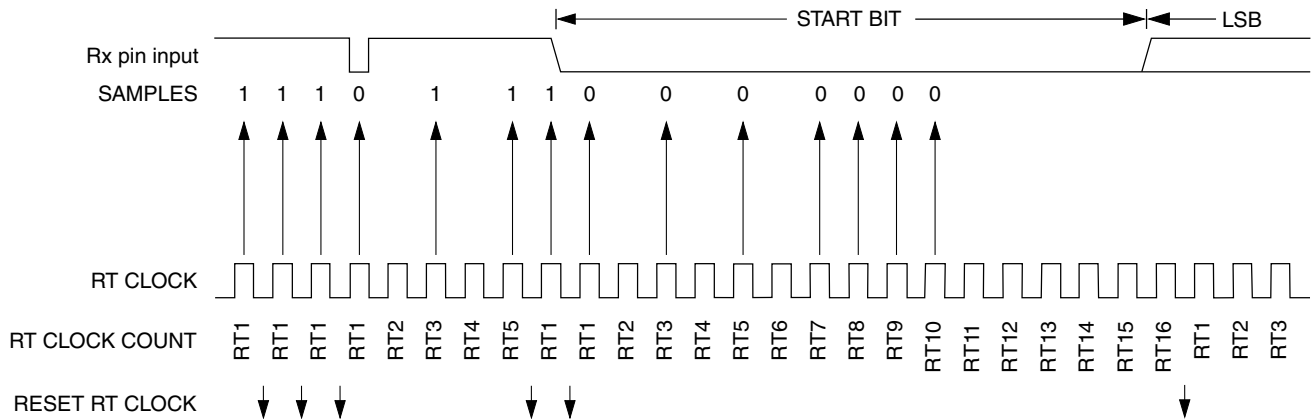 START BIT LSB
Rx pin input
SAMPLES 1 1 1 0 1 1 1 0 0 0 0 0 0 0
RT CLOCK
RT CLOCK COUNT RT1 RT1 RT1 RT1 RT2 RT3 RT4 RT5 RT1 RT1 RT2 RT3 RT4 RT5 RT6 RT7 RT8 RT9 RT10 RT11 RT12 RT13 RT14 RT15 RT16 RT1 RT2 RT3
RESET RT CLOCK